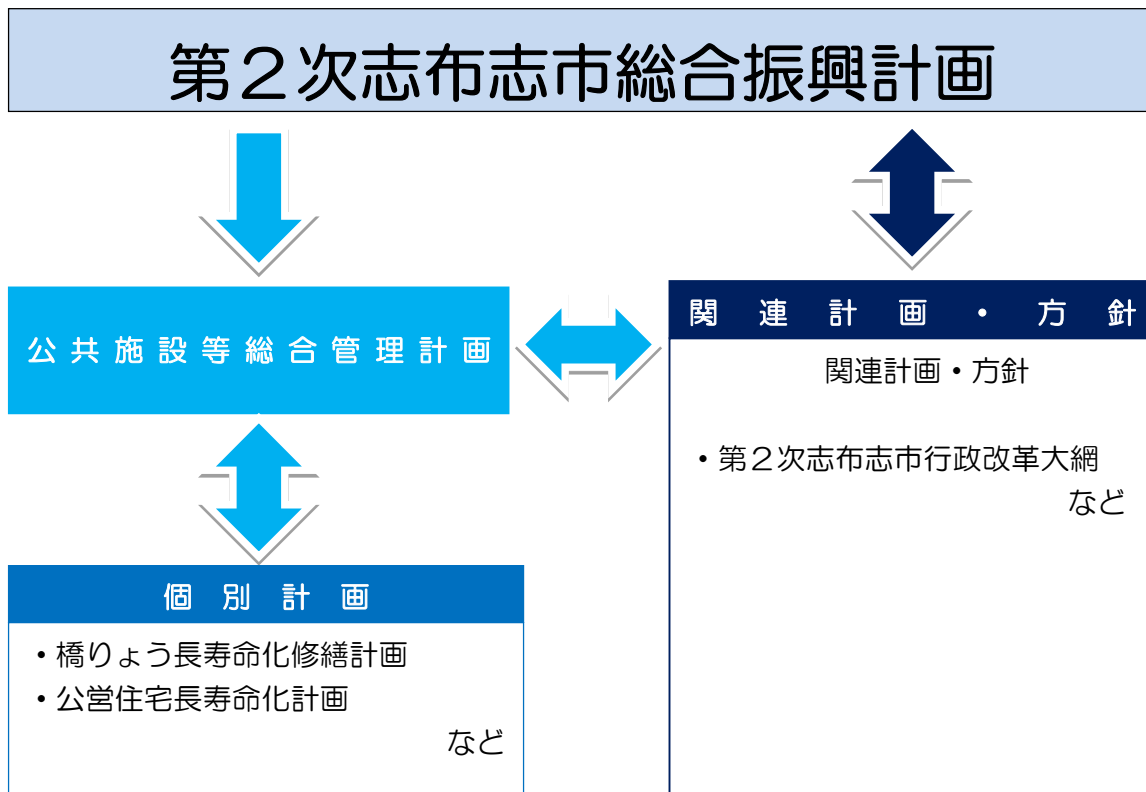 第２次志布志市総合振興計画
公共施設等総合管理計画
関連計画・方針
関連計画・方針
・第２次志布志市行政改革大綱
など
個別計画
・橋りょう長寿命化修繕計画
・公営住宅長寿命化計画
など